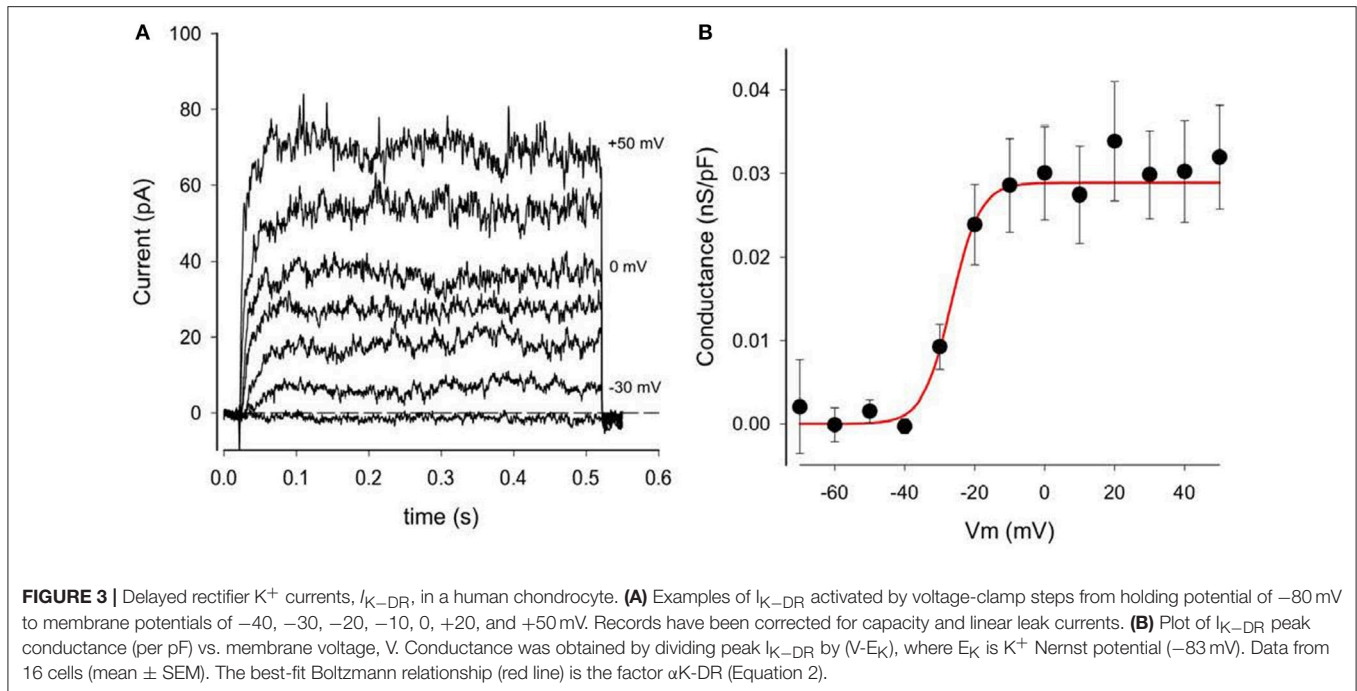 A
100
80
60
40
20
0
Current (pA)
+50 mV
0 mV
-30 mV
0.0 0.1 0.2 0.3 0.4 0.5 0.6
time (s)
B
0.04
0.03
0.02
0.01
0.00
Conductance (nS/pF)
-60 -40 -20 0 20 40
Vm (mV)
FIGURE 3 | Delayed rectifier K⁺ currents, I_K−DR, in a human chondrocyte. (A) Examples of I_K−DR activated by voltage-clamp steps from holding potential of −80 mV
to membrane potentials of −40, −30, −20, −10, 0, +20, and +50 mV. Records have been corrected for capacity and linear leak currents. (B) Plot of I_K−DR peak
conductance (per pF) vs. membrane voltage, V. Conductance was obtained by dividing peak I_K−DR by (V-E_K), where E_K is K⁺ Nernst potential (−83 mV). Data from
16 cells (mean ± SEM). The best-fit Boltzmann relationship (red line) is the factor αK-DR (Equation 2).